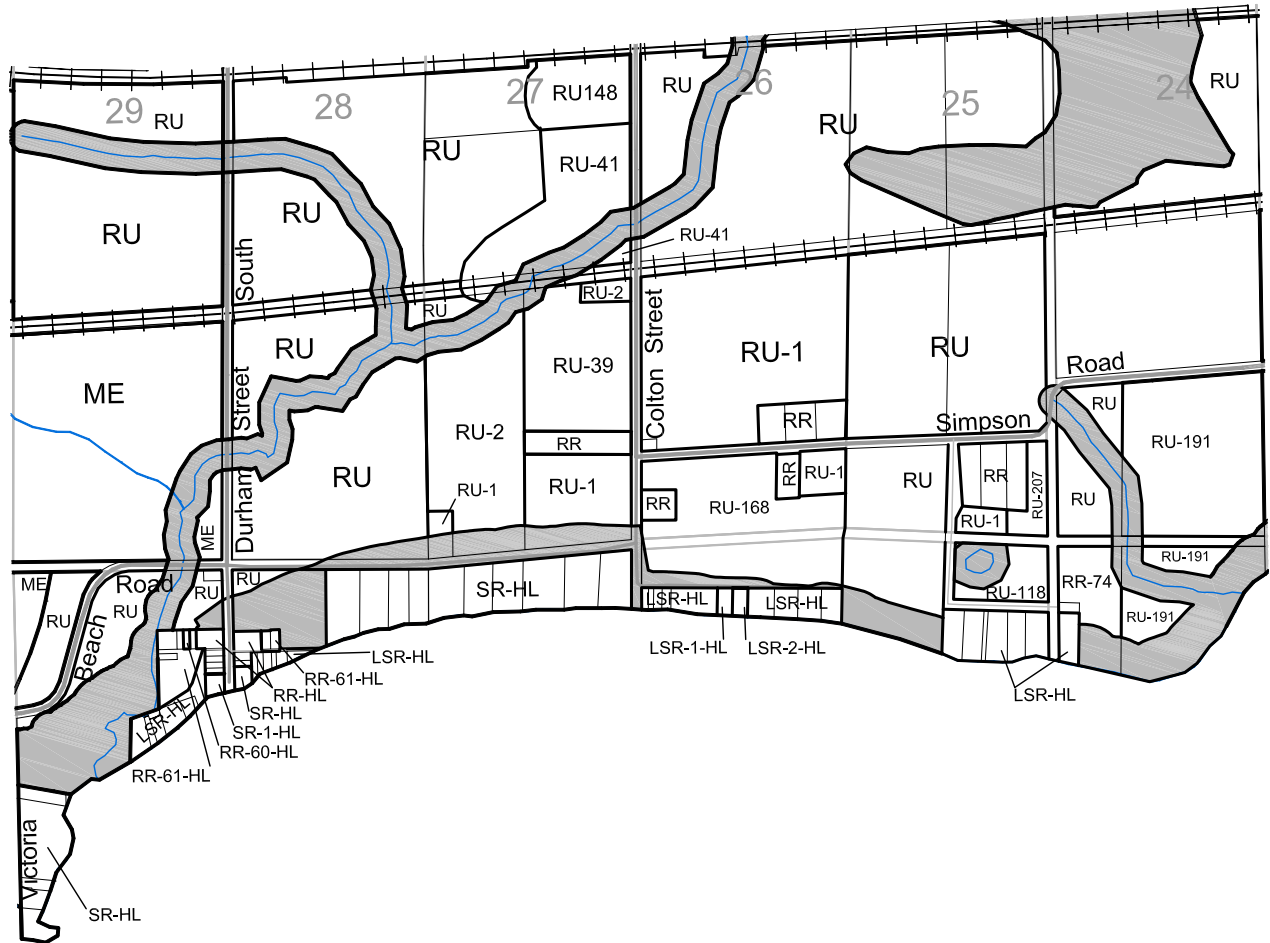 29
28
27
26
25
24
RU
RU148
RU
RU
RU
RU
RU-41
RU
RU
RU-41
South
RU-2
RU
RU
RU-39
Colton Street
RU-1
RU
Road
ME
Durham Street
RU-2
RR
RR
Simpson
RU
RU-191
RU
RU-1
RU-1
RR
RU-1
RU
RR
RU-207
RU
RR
RU-168
RU-1
ME
ME
Road
RU
RU
RU
RU
Beach
SR-HL
LSR-HL
LSR-HL
RU-118
RR-74
RU-191
RU-191
LSR-1-HL
LSR-2-HL
LSR-HL
LSR-HL
RR-61-HL
RR-HL
SR-HL
SR-1-HL
RR-60-HL
LSR-HL
RR-61-HL
Victoria
SR-HL